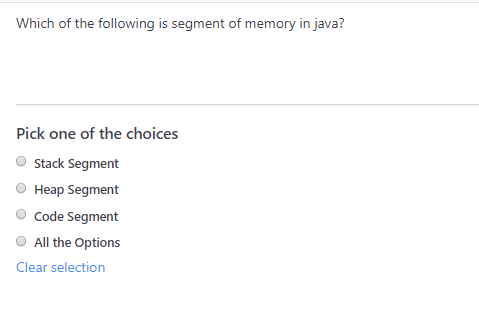 Which of the following is segment of memory in java?
Pick one of the choices
Stack Segment
Heap Segment
Code Segment
All the Options
Clear selection